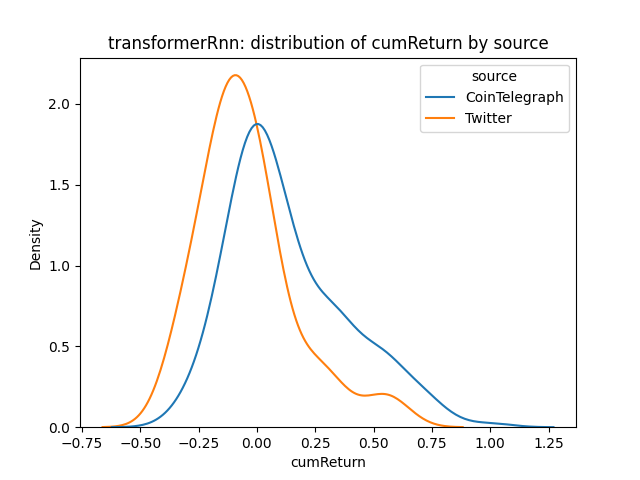 transformerRnn: distribution of cumReturn by source
source
CoinTelegraph
Twitter
Density
2.0
1.5
1.0
0.5
0.0
−0.75 −0.50 −0.25 0.00 0.25 0.50 0.75 1.00 1.25
cumReturn